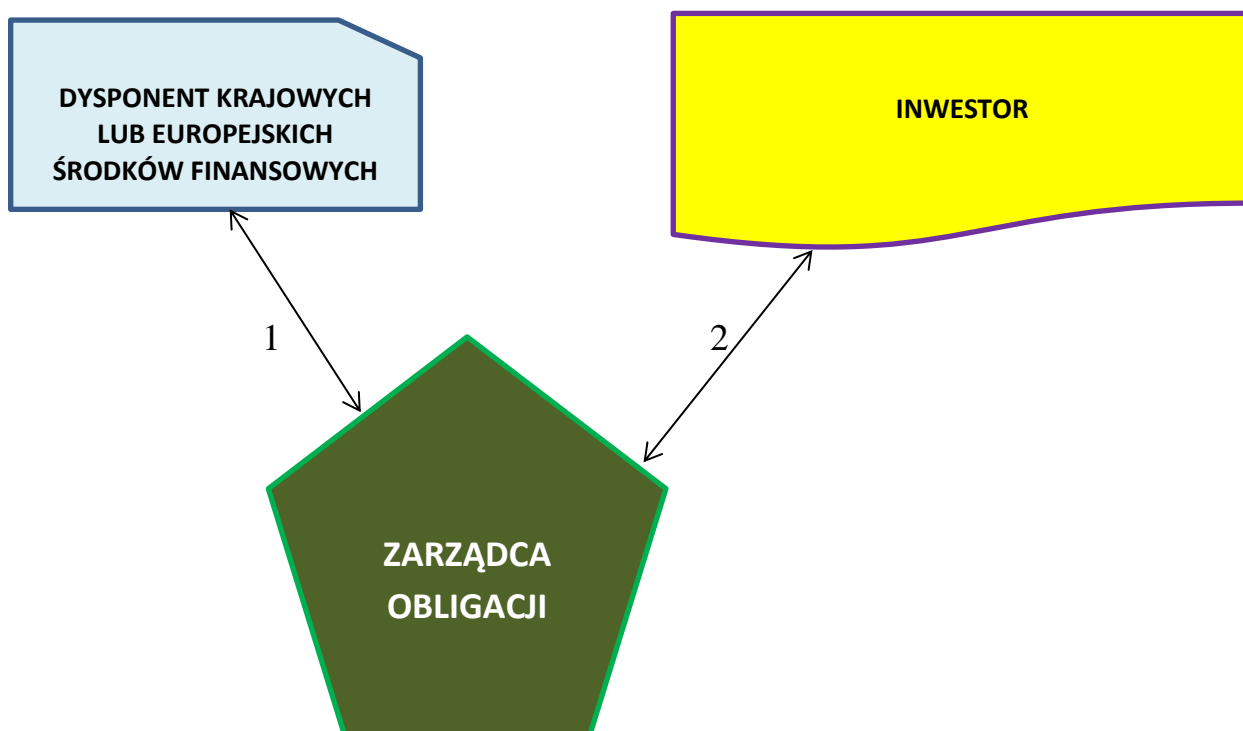 DYSPONENT KRAJOWYCH
LUB EUROPEJSKICH
ŚRODKÓW FINANSOWYCH
INWESTOR
1
2
ZARZĄDCA
OBLIGACJI